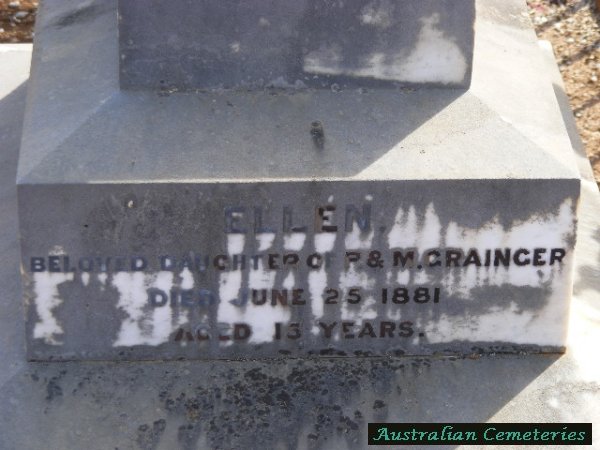 ELLEN.
BELOVED DAUGHTER OF P & M. GRAINGER
DIED JUNE 25 1881
AGED 13 YEARS.
Australian Cemeteries